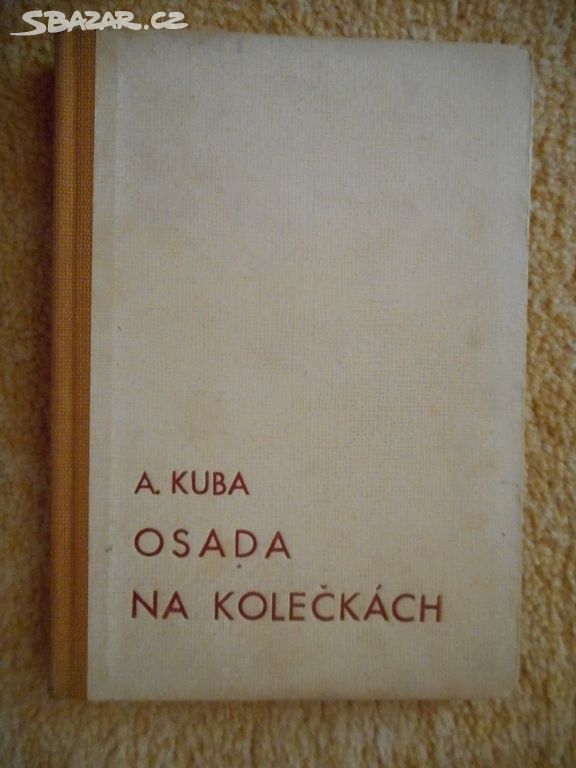 SBAZAR.CZ
A. KUBA
OSADA
NA KOLEČKÁCH